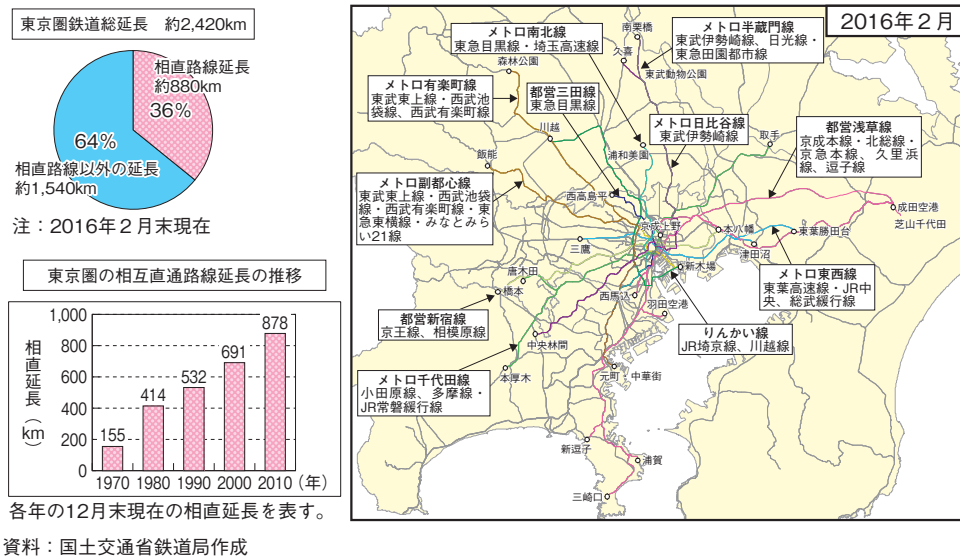 東京圏鉄道総延長　約2,420km
相直路線延長
約880km
36%
64%
相直路線以外の延長
約1,540km
注：2016年２月末現在
東京圏の相互直通路線延長の推移
相直延長（km）
1,000
800
600
400
200
0
155
414
532
691
878
1970 1980 1990 2000 2010（年）
各年の12月末現在の相直延長を表す。
資料：国土交通省鉄道局作成
2016年２月
メトロ南北線
東急目黒線・埼玉高速線
メトロ半蔵門線
東武伊勢崎線、日光線・
東急田園都市線
メトロ有楽町線
東武東上線・西武池
袋線、西武有楽町線
都営三田線
東急目黒線
メトロ日比谷線
東武伊勢崎線
都営浅草線
京成本線・北総線・
京急本線、久里浜
線、逗子線
メトロ副都心線
東武東上線・西武池袋
線・西武有楽町線・東
急東横線・みなとみら
い21線
メトロ東西線
東葉高速線・JR中
央、総武緩行線
都営新宿線
京王線、相模原線
りんかい線
JR埼京線、川越線
メトロ千代田線
小田原線、多摩線・
JR常磐緩行線
南栗橋
久喜
東武動物公園
森林公園
川越
飯能
浦和美園
取手
西高島平
京成上野
本八幡
成田空港
芝山千代田
東葉勝田台
津田沼
三鷹
新木場
唐木田
橋本
西馬込
羽田空港
中央林間
本厚木
元町・中華街
新逗子
浦賀
三崎口